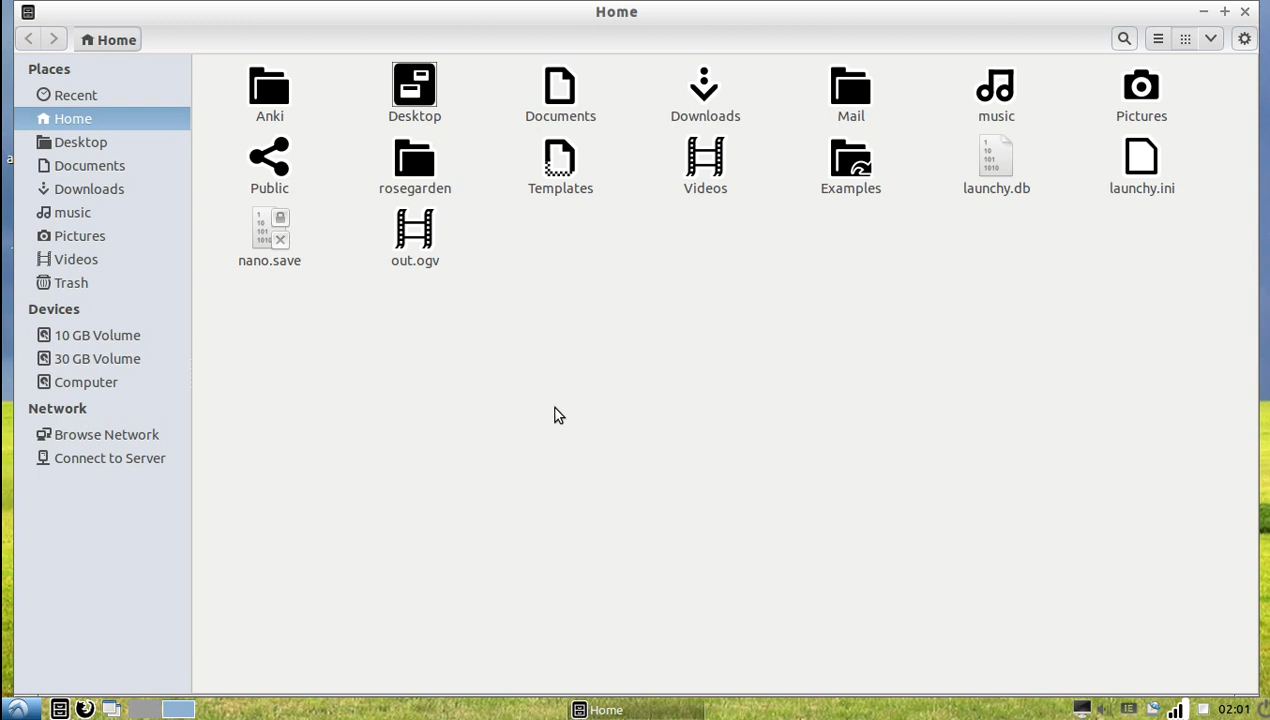 Home
Home
Places
Recent
Home
Desktop
Documents
Downloads
music
Pictures
Videos
Trash
Devices
10 GB Volume
30 GB Volume
Computer
Network
Browse Network
Connect to Server
Anki
Desktop
Documents
Downloads
Mail
music
Pictures
Public
rosegarden
Templates
Videos
Examples
launchy.db
launchy.ini
nano.save
out.ogv
Home
IE
02:01